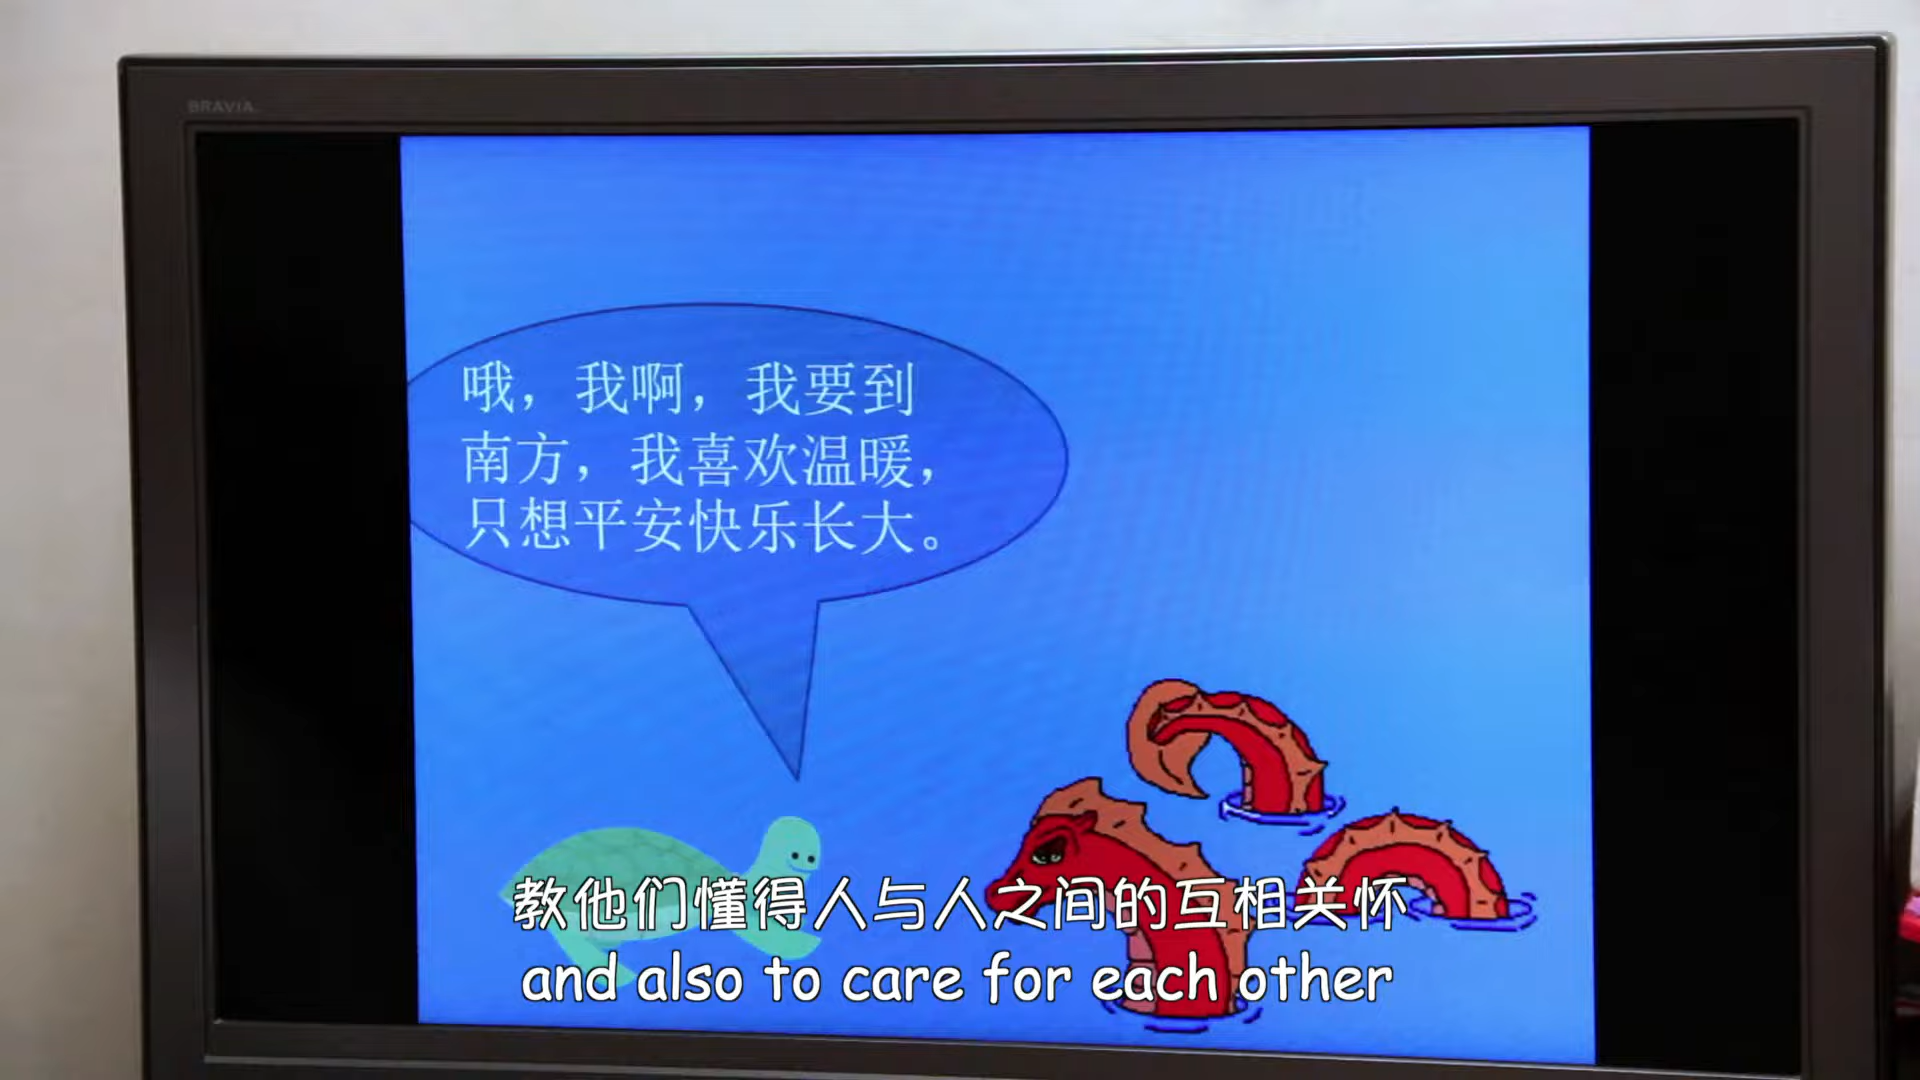 BRAVIA
哦，我啊，我要到
南方，我喜欢温暖，
只想平安快乐长大。
教他们懂得人与人之间的互相关怀
and also to care for each other